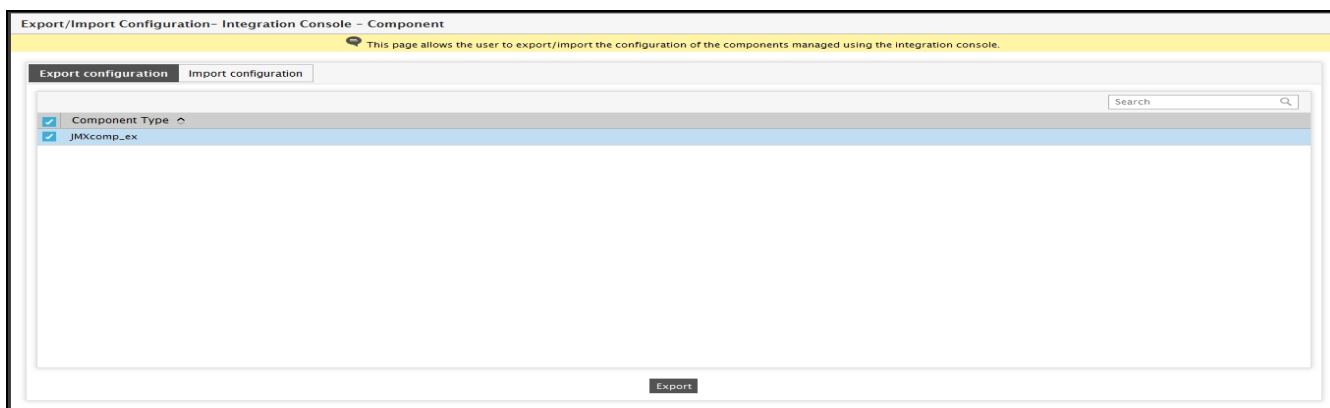 Export/Import Configuration- Integration Console - Component
This page allows the user to export/import the configuration of the components managed using the integration console.
Export configuration Import configuration
Search
Component Type
JMXcomp_ex
Export